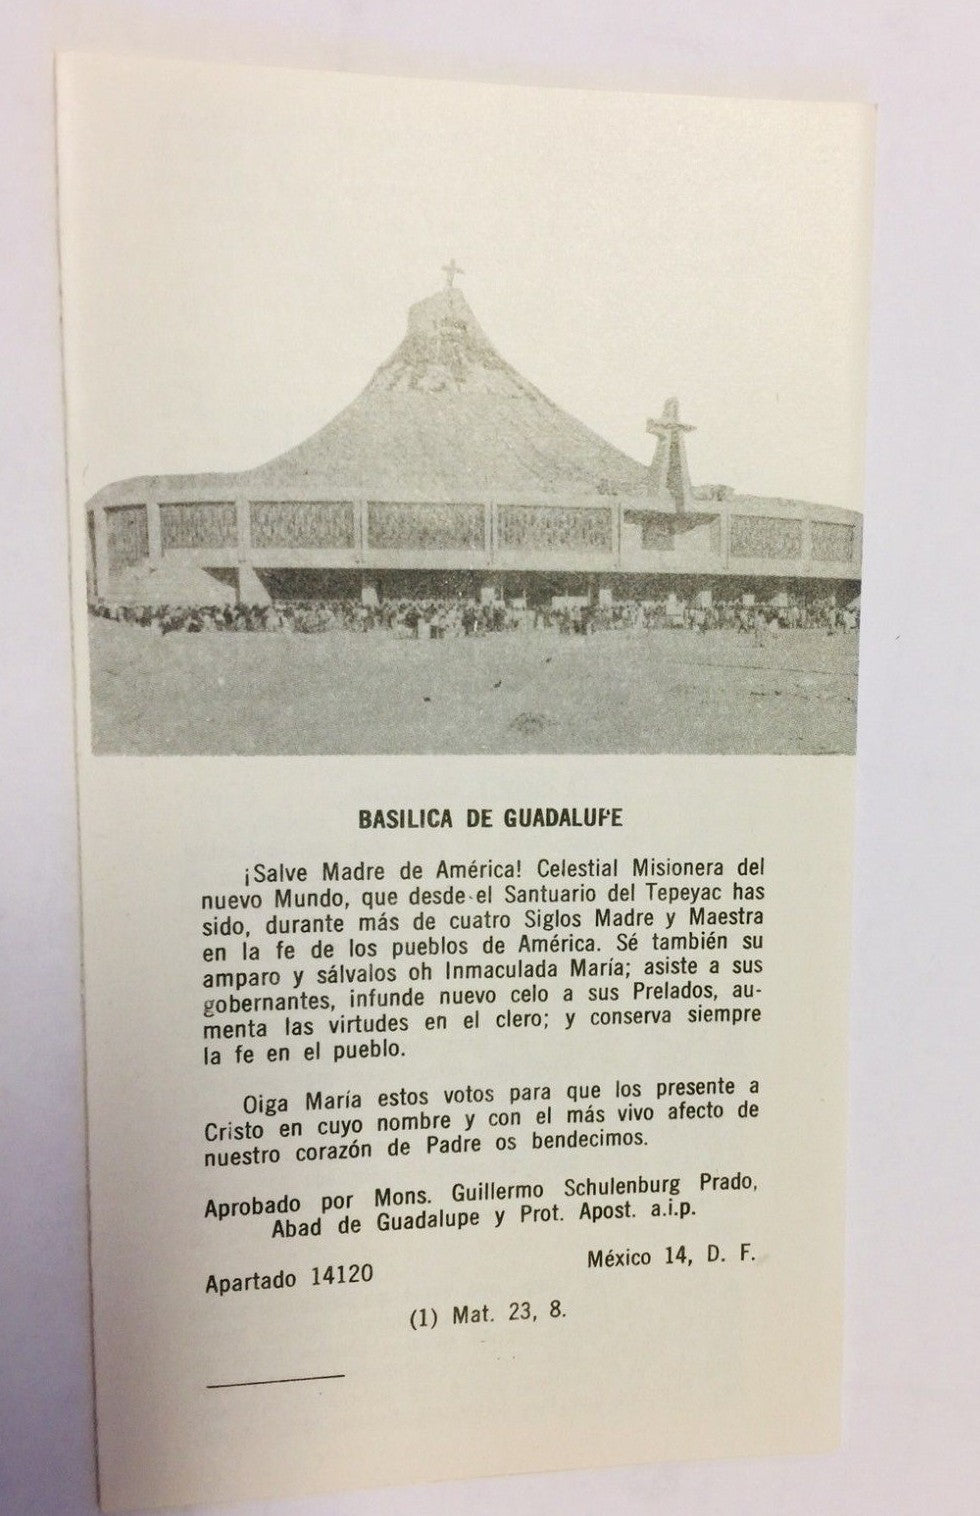 BASILICA DE GUADALUPE
¡Salve Madre de América! Celestial Misionera del
nuevo Mundo, que desde el Santuario del Tepeyac has
sido, durante más de cuatro Siglos Madre y Maestra
en la fe de los pueblos de América. Sé también su
amparo y sálvalos oh Inmaculada María; asiste a sus
gobernantes, infunde nuevo celo a sus Prelados, au-
menta las virtudes en el clero; y conserva siempre
la fe en el pueblo.
Oiga María estos votos para que los presente a
Cristo en cuyo nombre y con el más vivo afecto de
nuestro corazón de Padre os bendecimos.
Aprobado por Mons. Guillermo Schulenburg Prado,
Abad de Guadalupe y Prot. Apost. a.i.p.
Apartado 14120 México 14, D. F.
(1) Mat. 23, 8.